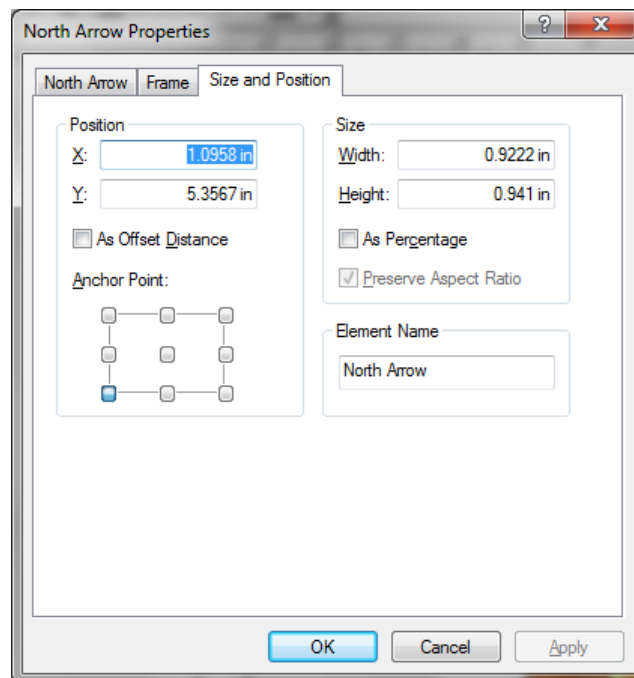 North Arrow Properties
?
X
North Arrow Frame Size and Position
Position
X: 1.0958 in
Y: 5.3567 in
As Offset Distance
Anchor Point:
Size
Width: 0.9222 in
Height: 0.941 in
As Percentage
Preserve Aspect Ratio
Element Name
North Arrow
OK Cancel Apply